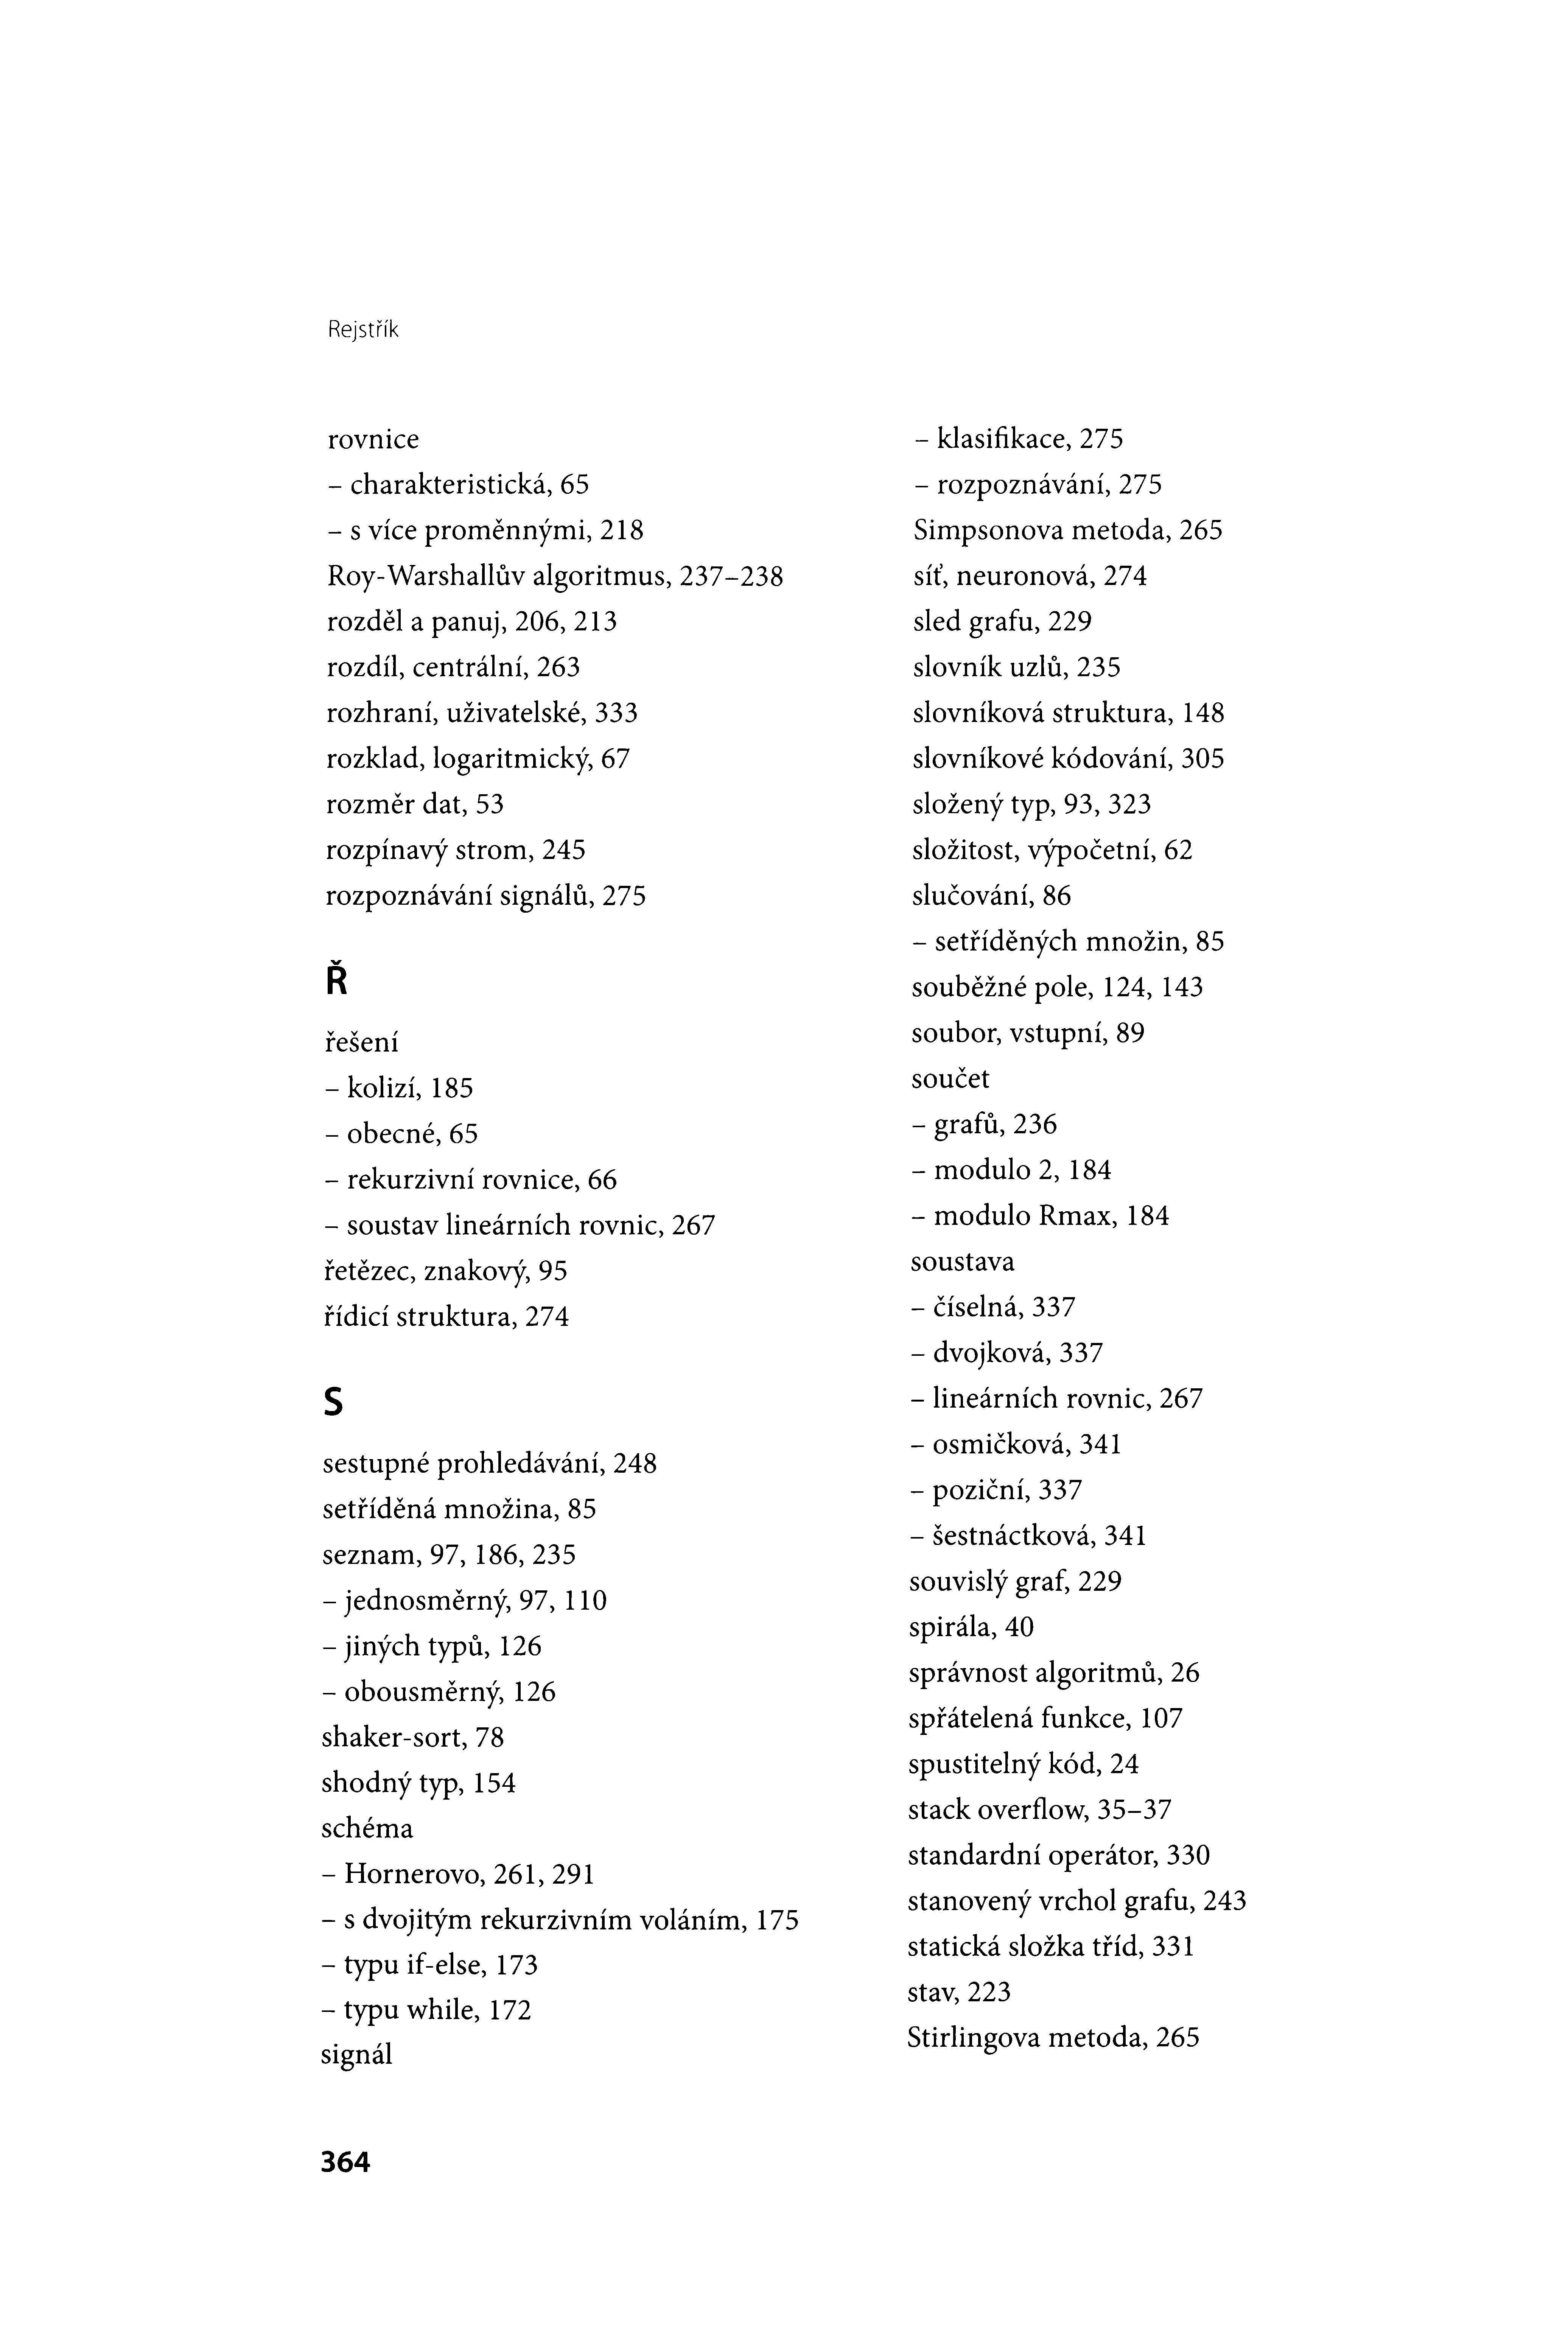 Rejstřík
rovnice
– charakteristická, 65
– s více proměnnými, 218
Roy-Warshallův algoritmus, 237–238
rozděl a panuj, 206, 213
rozdíl, centrální, 263
rozhraní, uživatelské, 333
rozklad, logaritmický, 67
rozměr dat, 53
rozpínavý strom, 245
rozpoznávání signálů, 275
Ř
řešení
– kolizí, 185
– obecné, 65
– rekurzivní rovnice, 66
– soustav lineárních rovnic, 267
řetězec, znakový, 95
řídicí struktura, 274
S
sestupné prohledávání, 248
setříděná množina, 85
seznam, 97, 186, 235
– jednosměrný, 97, 110
– jiných typů, 126
– obousměrný, 126
shaker-sort, 78
shodný typ, 154
schéma
– Hornerovo, 261, 291
– s dvojitým rekurzivním voláním, 175
– typu if-else, 173
– typu while, 172
signál
– klasifikace, 275
– rozpoznávání, 275
Simpsonova metoda, 265
síť, neuronová, 274
sled grafu, 229
slovník uzlů, 235
slovníková struktura, 148
slovníkové kódování, 305
složený typ, 93, 323
složitost, výpočetní, 62
slučování, 86
– setříděných množin, 85
souběžné pole, 124, 143
soubor, vstupní, 89
součet
– grafů, 236
– modulo 2, 184
– modulo Rmax, 184
soustava
– číselná, 337
– dvojková, 337
– lineárních rovnic, 267
– osmičková, 341
– poziční, 337
– šestnáctková, 341
souvislý graf, 229
spirála, 40
správnost algoritmů, 26
spřátelená funkce, 107
spustitelný kód, 24
stack overflow, 35–37
standardní operátor, 330
stanovený vrchol grafu, 243
statická složka tříd, 331
stav, 223
Stirlingova metoda, 265
364